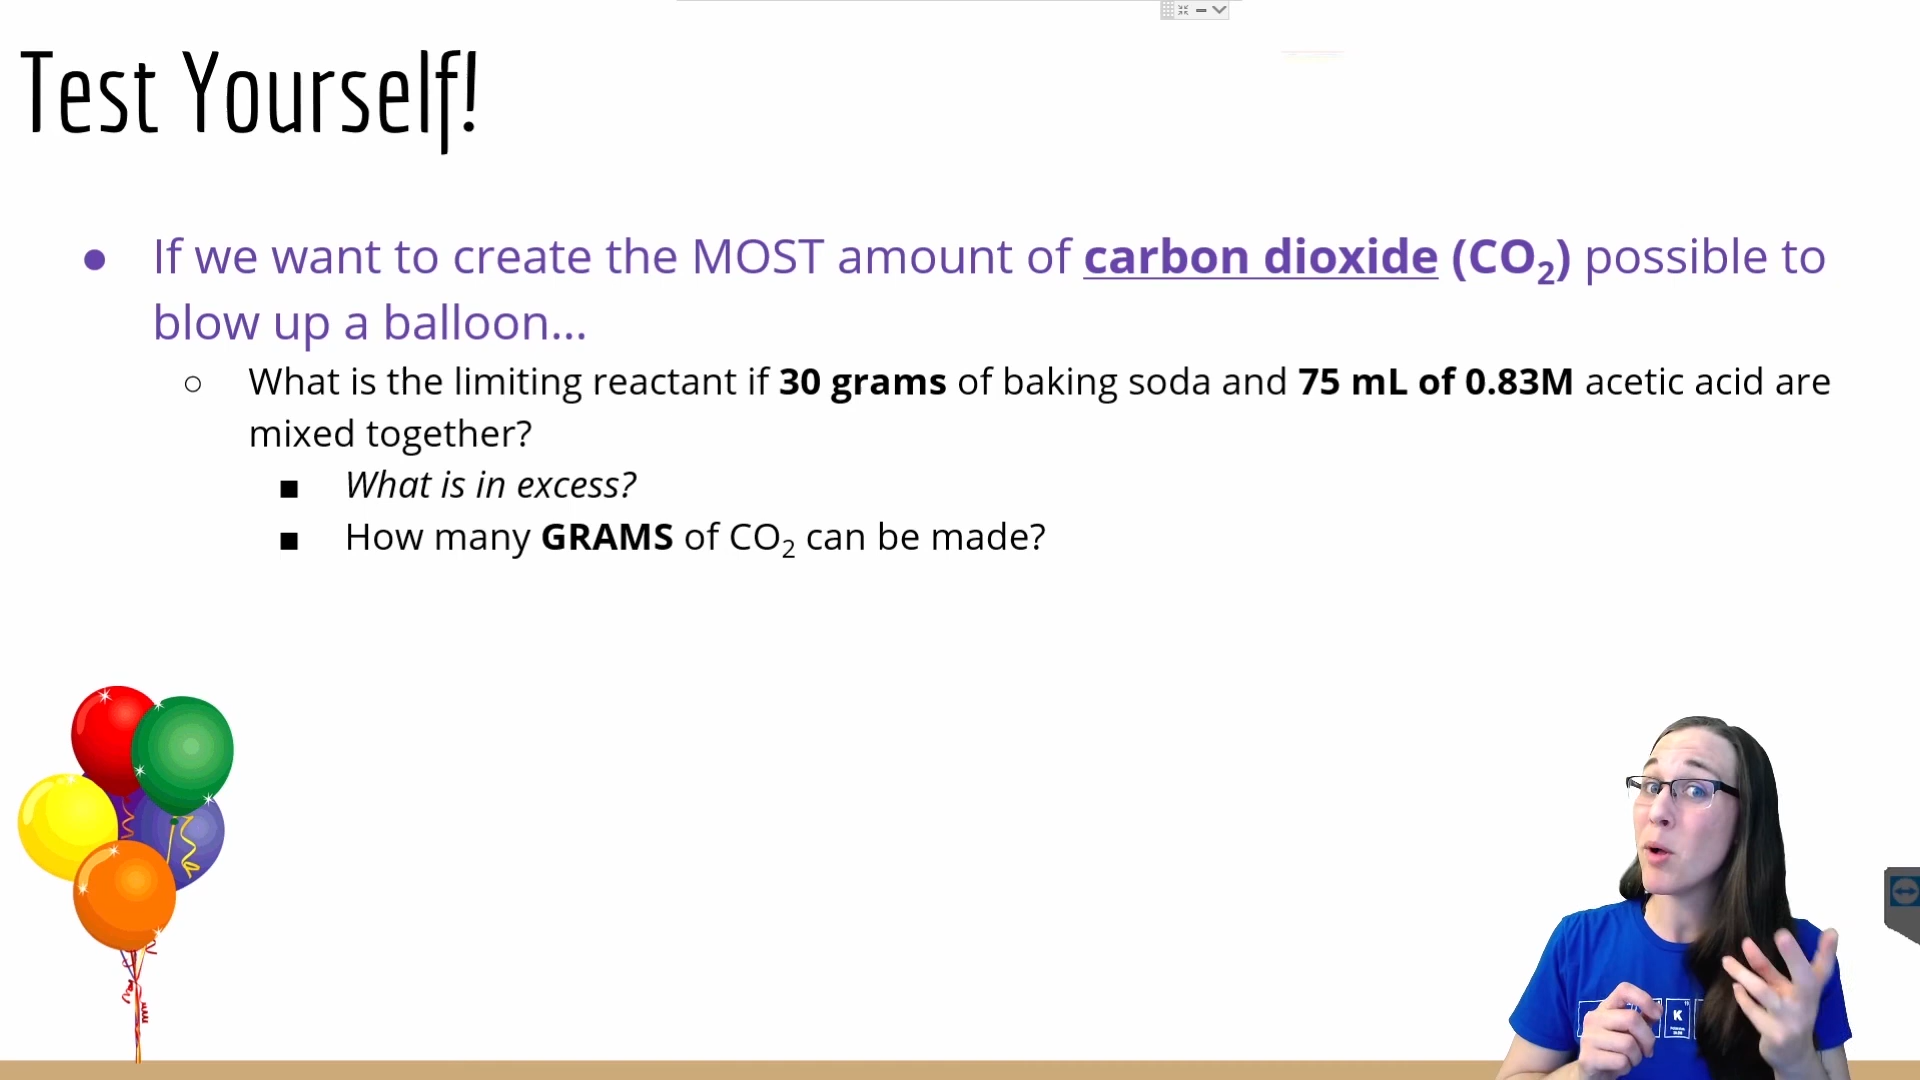 Test Yourself!
● If we want to create the MOST amount of carbon dioxide (CO₂) possible to
blow up a balloon...
○ What is the limiting reactant if 30 grams of baking soda and 75 mL of 0.83M acetic acid are
mixed together?
■ What is in excess?
■ How many GRAMS of CO₂ can be made?
K